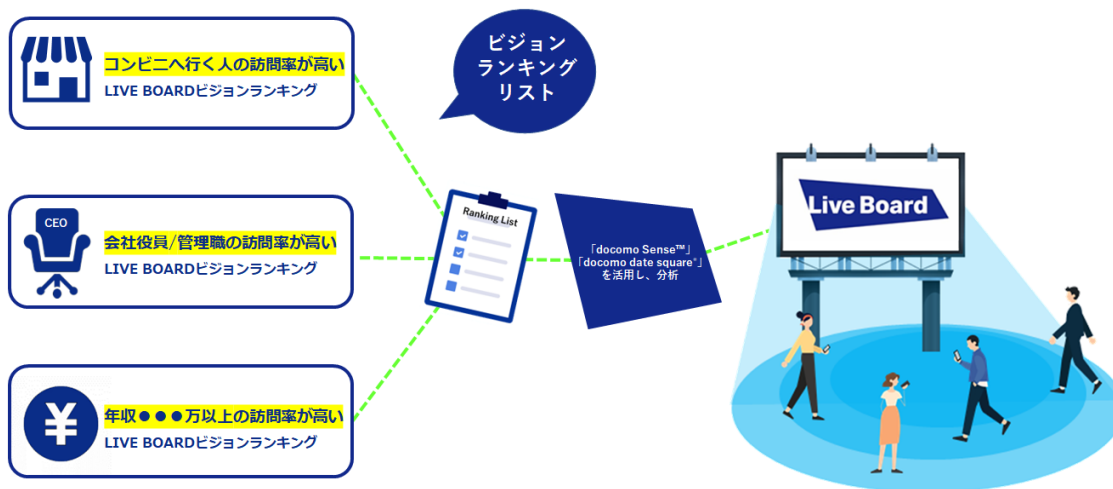 コンビニへ行く人の訪問率が高い
LIVE BOARDビジョンランキング
CEO
会社役員/管理職の訪問率が高い
LIVE BOARDビジョンランキング
¥
年収●●●万以上の訪問率が高い
LIVE BOARDビジョンランキング
ビジョン
ランキング
リスト
Ranking List
「docomo Sense™」
「docomo date square®」
を活用し、分析
Live Board